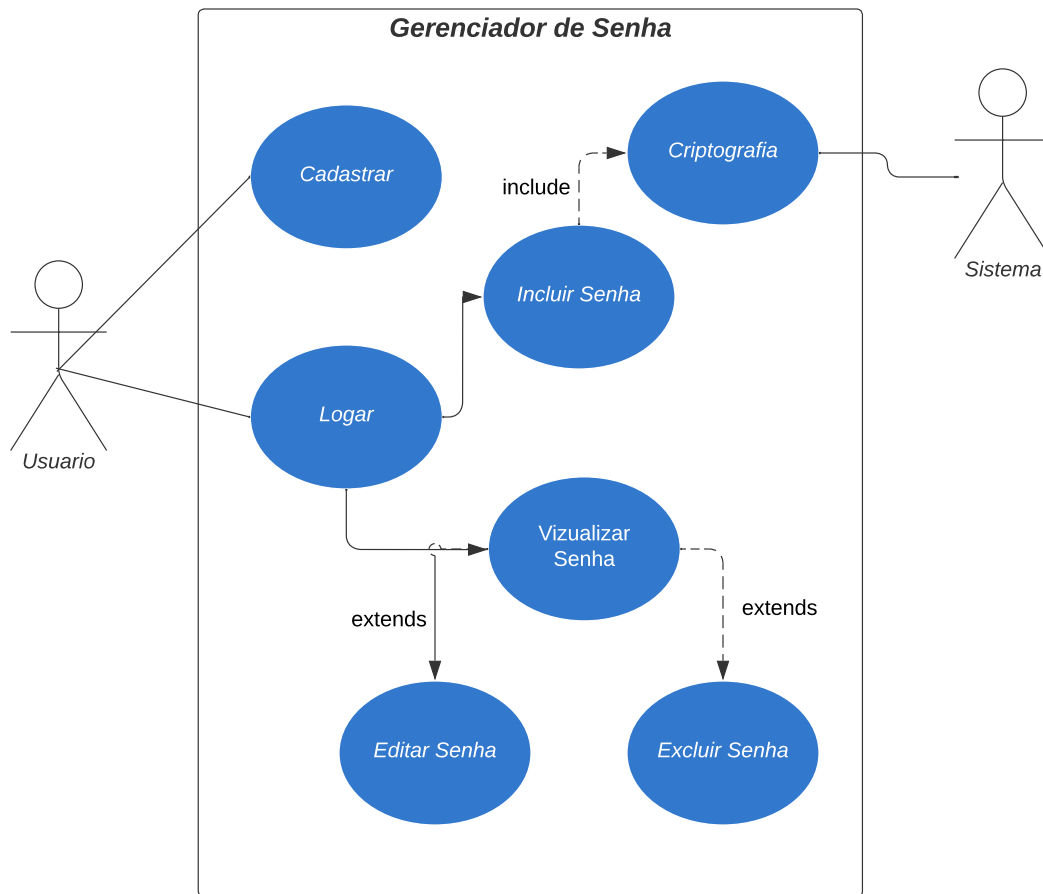 Gerenciador de Senha
Cadastrar
Criptografia
include
Sistema
Incluir Senha
Logar
Usuario
Vizualizar
Senha
extends
extends
Editar Senha
Excluir Senha